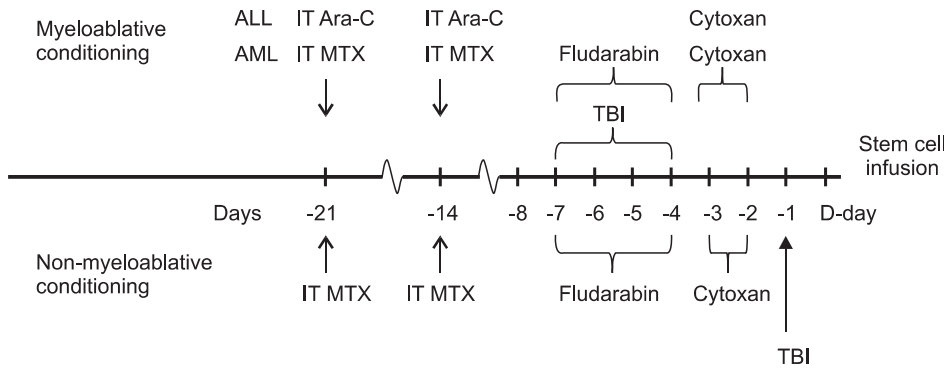 ALL IT Ara-C IT Ara-C Cytoxan
Myeloablative
conditioning
AML IT MTX IT MTX Fludarabin Cytoxan
TBI
Stem cell
infusion
Days -21 -14 -8 -7 -6 -5 -4 -3 -2 -1 D-day
Non-myeloablative
conditioning
IT MTX IT MTX Fludarabin Cytoxan
TBI